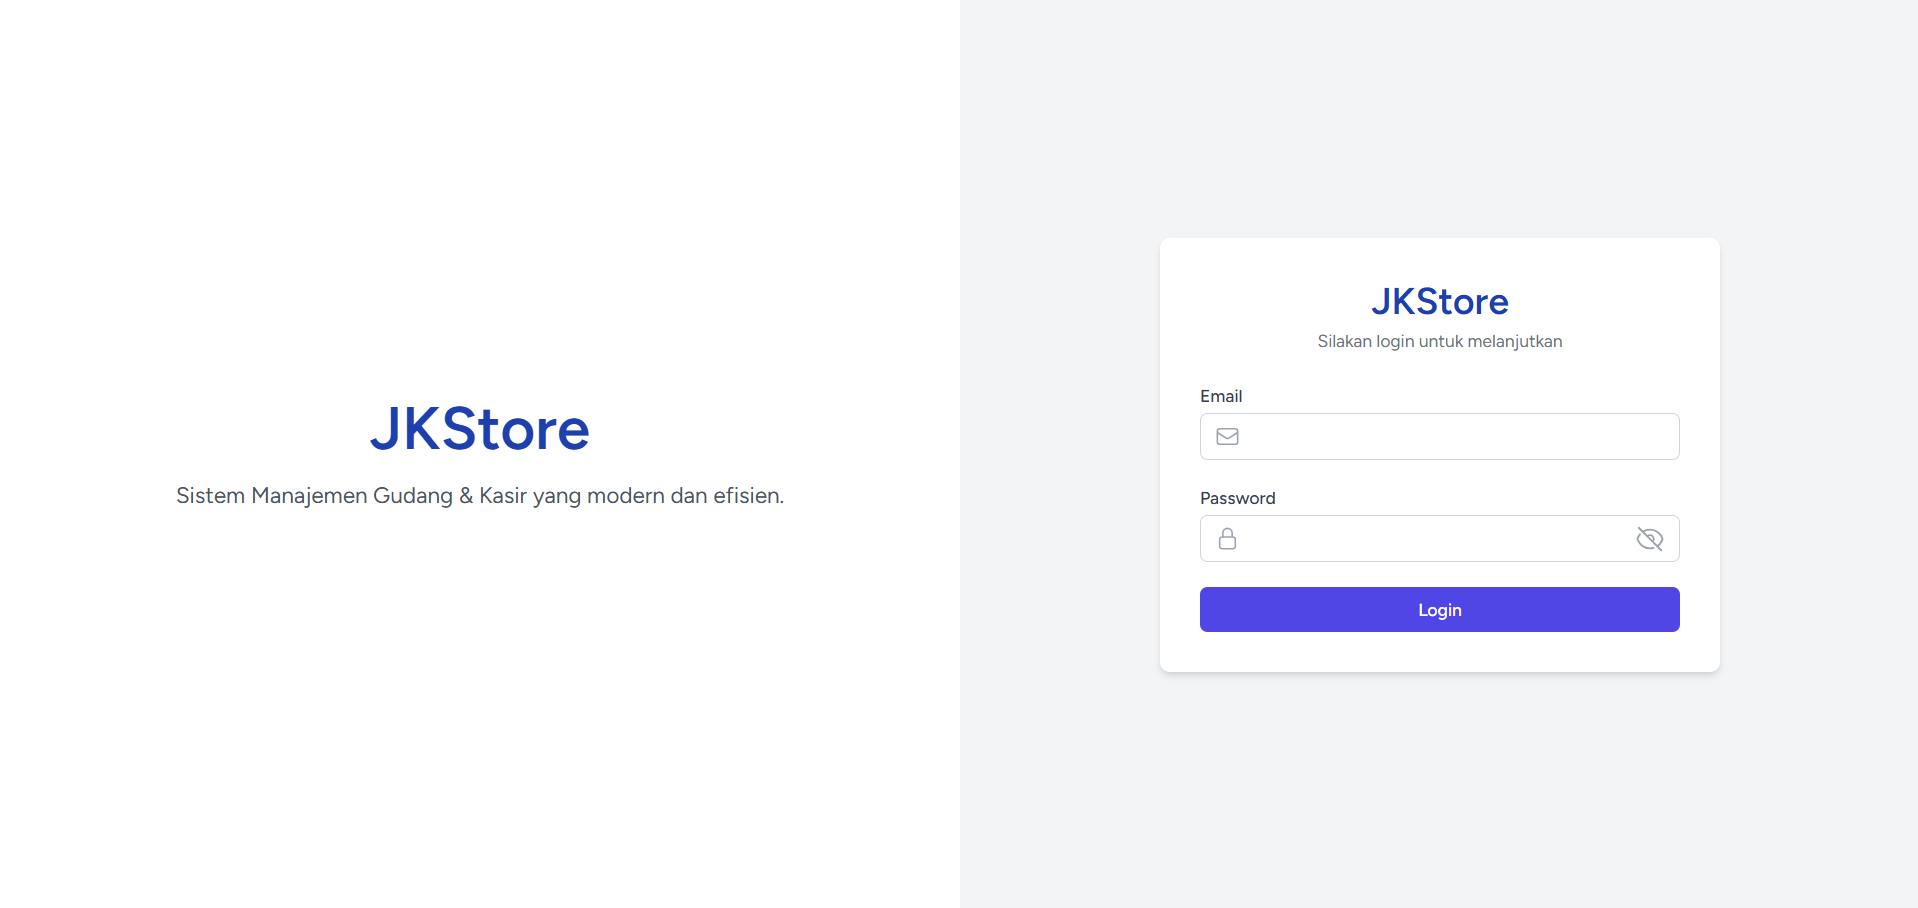 JKStore
Sistem Manajemen Gudang & Kasir yang modern dan efisien.
JKStore
Silakan login untuk melanjutkan
Email
Password
Login